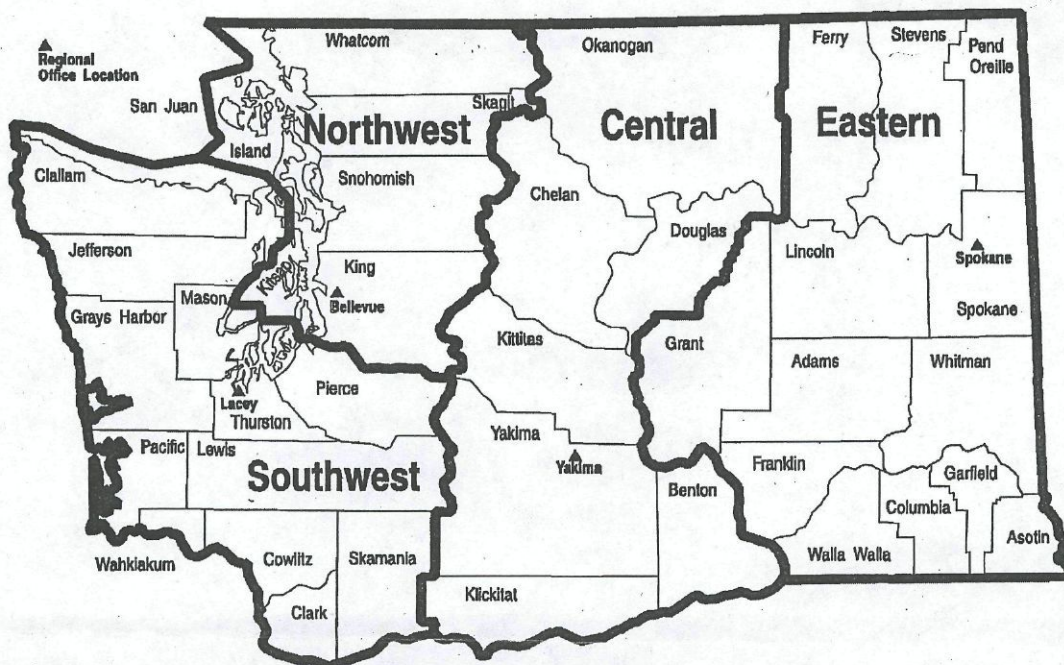 Whatcom
Okanogan
Ferry
Stevens
Pend
Oreille
Regional
Office Location
San Juan
Skagit
Northwest
Central
Eastern
Island
Clallam
Snohomish
Chelan
Douglas
Jefferson
King
Lincoln
Spokane
Kitsap
Mason
Bellevue
Grays Harbor
Spokane
Kittitas
Grant
Adams
Whitman
Pierce
Lacey
Thurston
Pacific
Lewis
Yakima
Yakima
Franklin
Garfield
Southwest
Benton
Columbia
Asotin
Wahkiakum
Cowlitz
Skamania
Walla Walla
Klickitat
Clark